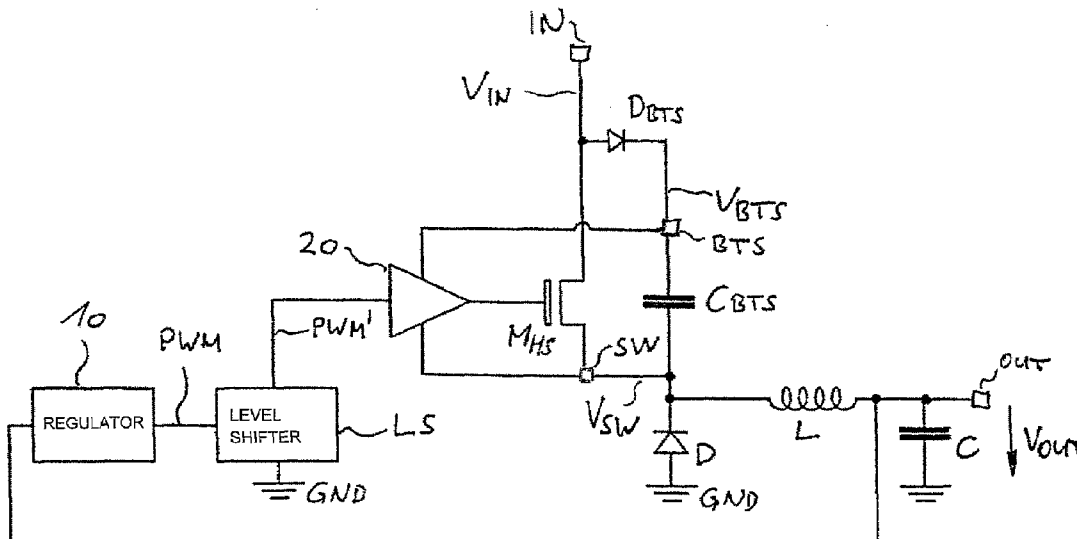 IN
VIN
DBTS
VBTS
BTS
20
CBTS
10
PWM'
MHS
SW
PWM
OUT
REGULATOR
LEVEL
SHIFTER
LS
VSW
L
D
C
VOUT
GND
GND